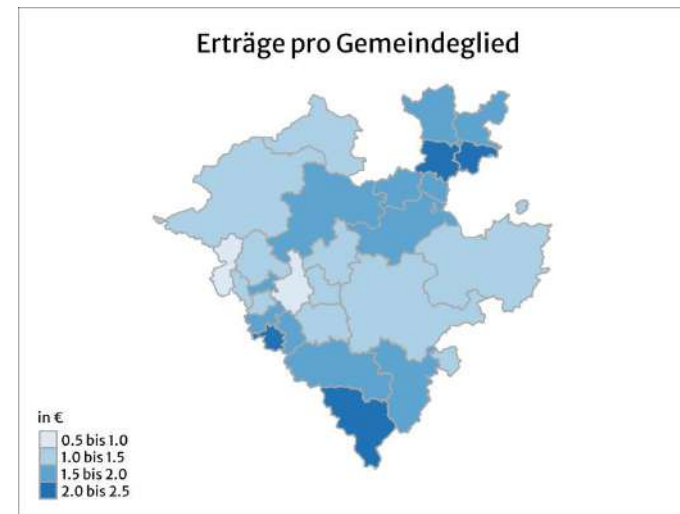 Erträge pro Gemeindeglied
in €
0.5 bis 1.0
1.0 bis 1.5
1.5 bis 2.0
2.0 bis 2.5